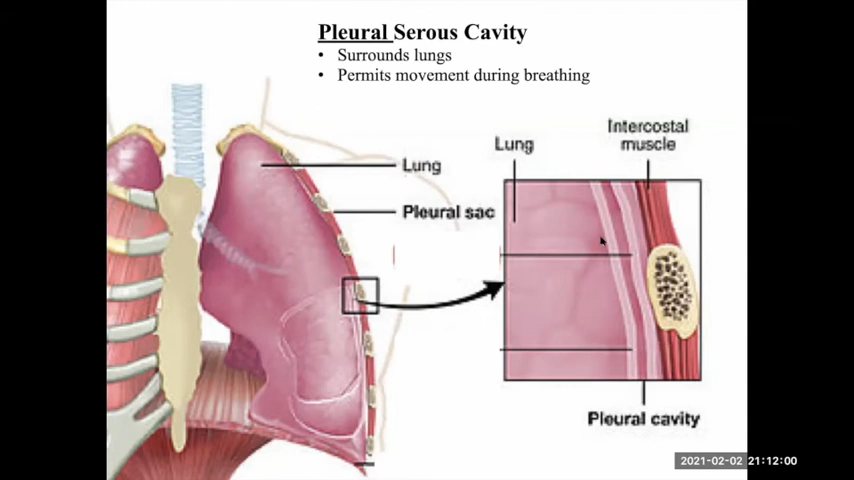 Pleural Serous Cavity
• Surrounds lungs
• Permits movement during breathing
Intercostal
muscle
Lung
Lung
Pleural sac
Pleural cavity
2021-02-02 21:12:00